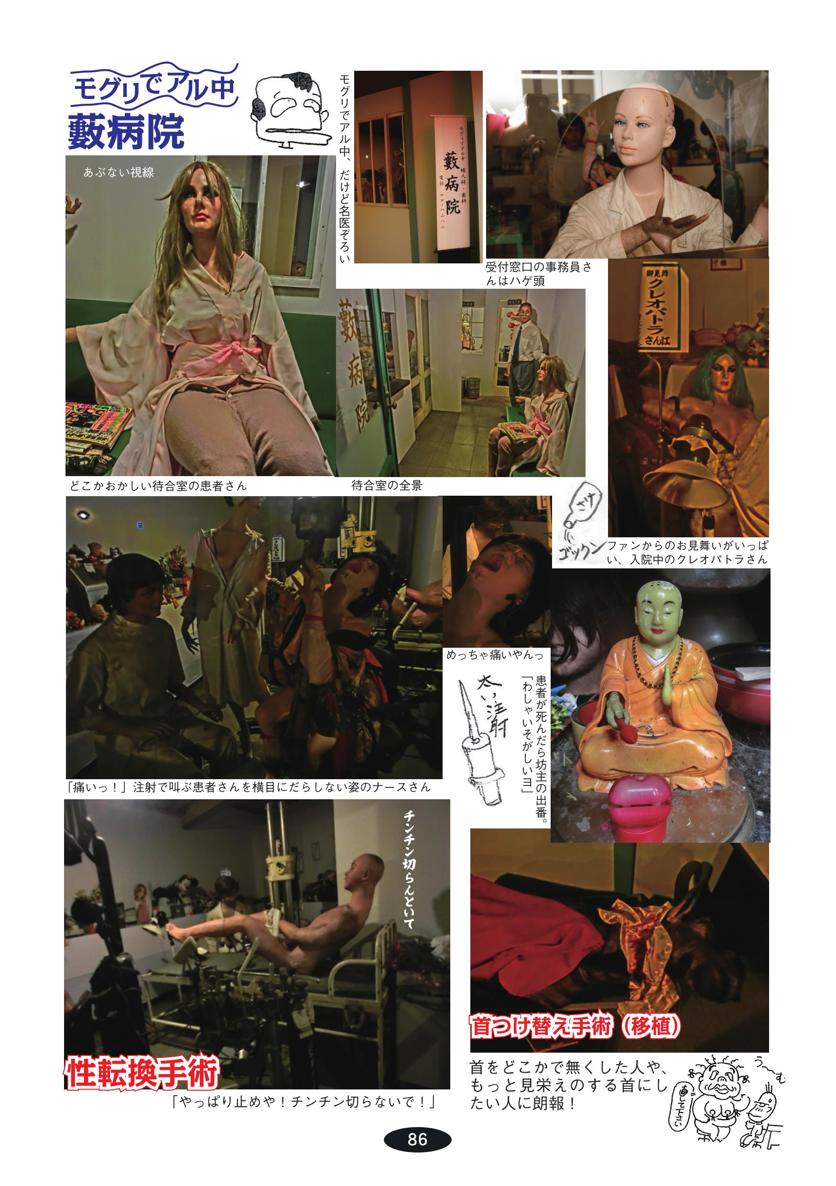 モグリでアル中
藪病院
モグリでアル中、だけど名医ぞろい
藪病院
あぶない視線
受付窓口の事務員さ
んはハゲ頭
御見舞
クレオパトラ
さん江
藪病院
どこかおかしい待合室の患者さん
待合室の全景
さけ
ゴックン
ファンからのお見舞いがいっぱ
い、入院中のクレオパトラさん
めっちゃ痛いやんっ
太い注射
患者が死んだら坊主の出番。
「わしゃいそがしいヨ」
「痛いっ！」注射で叫ぶ患者さんを横目にだらしない姿のナースさん
チンチン切らんといて
性転換手術
「やっぱり止めや！チンチン切らないで！」
首つけ替え手術（移植）
首をどこかで無くした人や、
もっと見栄えのする首にし
たい人に朗報！
う〜む
86